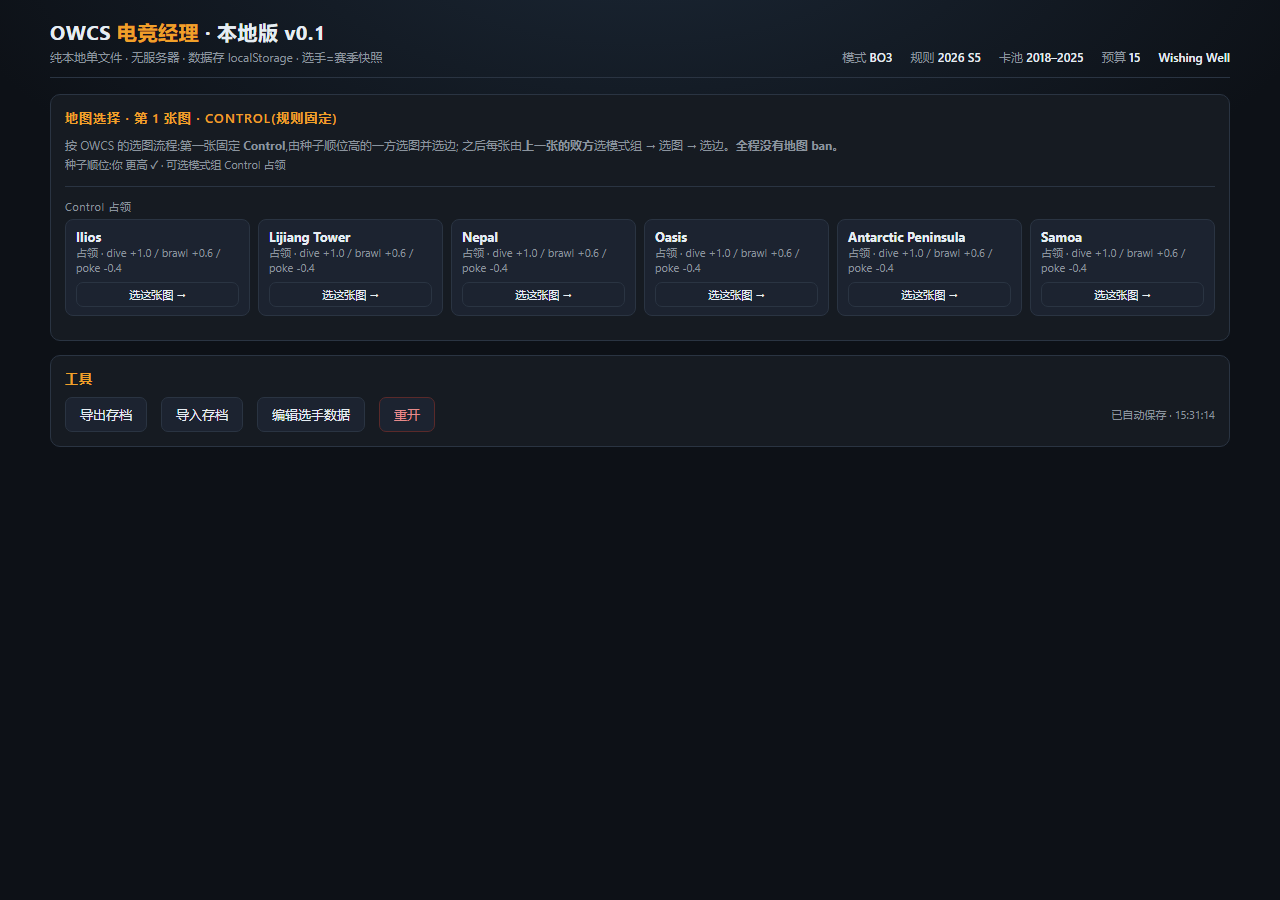 OWCS 电竞经理 · 本地版 v0.1
纯本地单文件 · 无服务器 · 数据存 localStorage · 选手=赛季快照
模式 BO3 规则 2026 S5 卡池 2018–2025 预算 15 Wishing Well
地图选择 · 第 1 张图 · CONTROL(规则固定)
按 OWCS 的选图流程:第一张固定 Control,由种子顺位高的一方选图并选边; 之后每张由上一张的败方选模式组 → 选图 → 选边。全程没有地图 ban。
种子顺位:你 更高 ✓ · 可选模式组 Control 占领
Control 占领
Ilios
占领 · dive +1.0 / brawl +0.6 /
poke -0.4
选这张图 →
Lijiang Tower
占领 · dive +1.0 / brawl +0.6 /
poke -0.4
选这张图 →
Nepal
占领 · dive +1.0 / brawl +0.6 /
poke -0.4
选这张图 →
Oasis
占领 · dive +1.0 / brawl +0.6 /
poke -0.4
选这张图 →
Antarctic Peninsula
占领 · dive +1.0 / brawl +0.6 /
poke -0.4
选这张图 →
Samoa
占领 · dive +1.0 / brawl +0.6 /
poke -0.4
选这张图 →
工具
导出存档 导入存档 编辑选手数据 重开
已自动保存 · 15:31:14